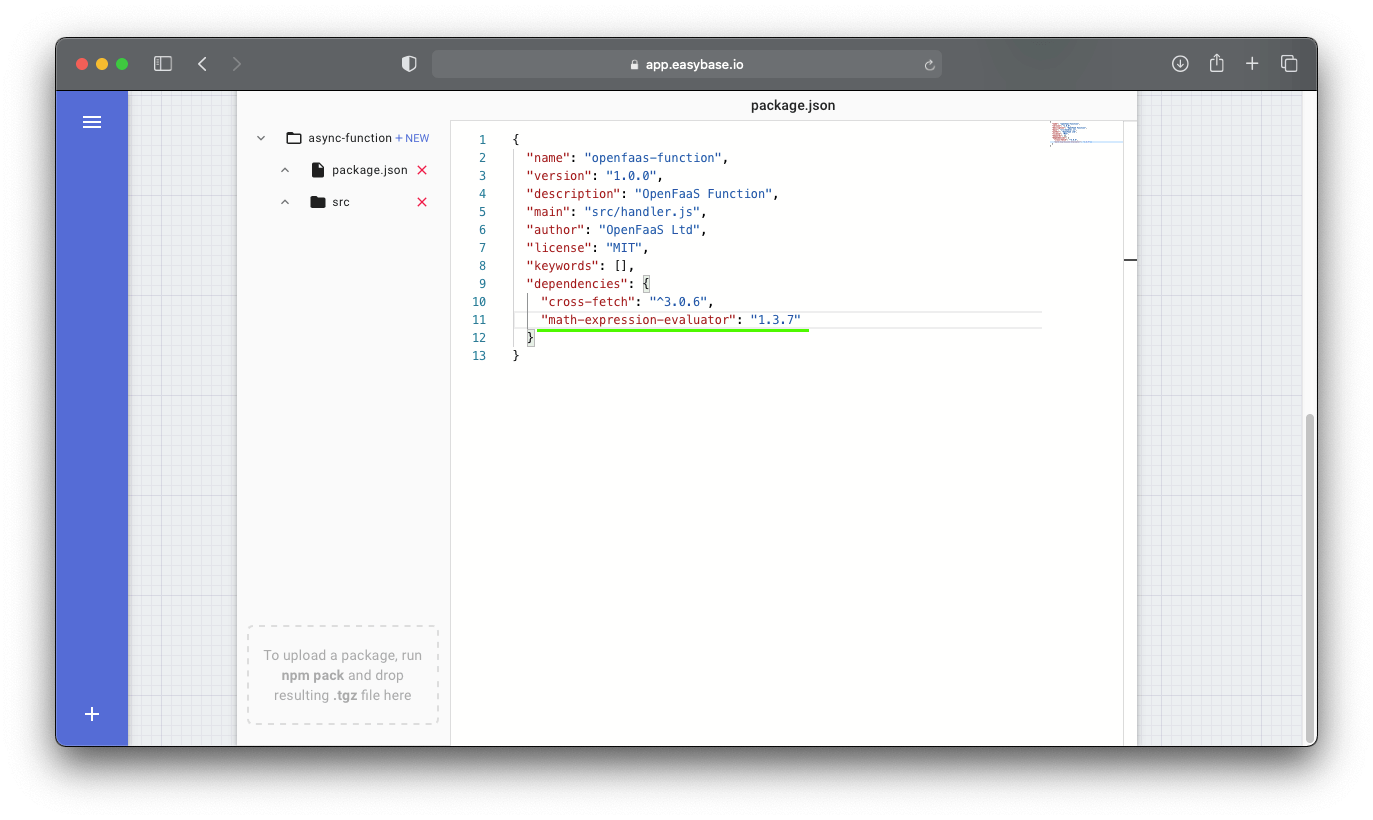 app.easybase.io
package.json
async-function + NEW
package.json
src
1 {
2 "name": "openfaas-function",
3 "version": "1.0.0",
4 "description": "OpenFaaS Function",
5 "main": "src/handler.js",
6 "author": "OpenFaaS Ltd",
7 "license": "MIT",
8 "keywords": [],
9 "dependencies": {
10 "cross-fetch": "^3.0.6",
11 "math-expression-evaluator": "1.3.7"
12 }
13 }
To upload a package, run
npm pack and drop
resulting .tgz file here